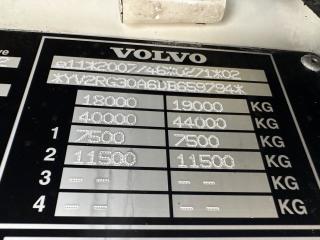 VOLVO
e11*2007/46*0271*02
*YV2RG30A6DB659794*
18000 19000 KG
40000 44000 KG
1 7500 7500 KG
2 11500 11500 KG
3 -- -- KG
4 -- -- KG